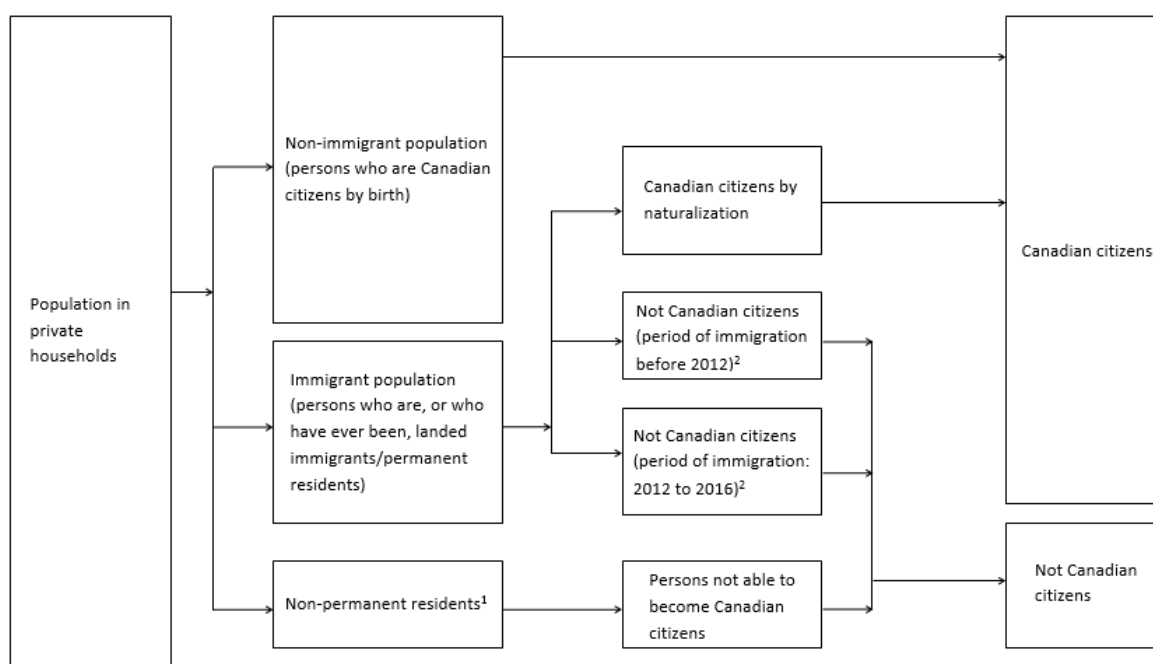 Population in
private
households
Non-immigrant population
(persons who are Canadian
citizens by birth)
Immigrant population
(persons who are, or who
have ever been, landed
immigrants/permanent
residents)
Non-permanent residents¹
Canadian citizens by
naturalization
Not Canadian citizens
(period of immigration
before 2012)²
Not Canadian citizens
(period of immigration:
2012 to 2016)²
Persons not able to
become Canadian
citizens
Canadian citizens
Not Canadian
citizens